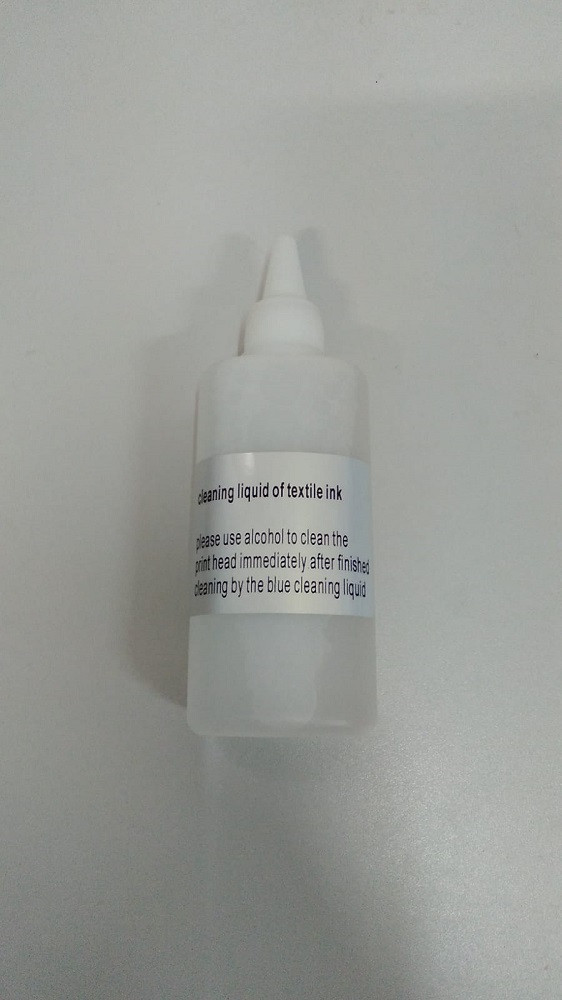 cleaning liquid of textile ink
please use alcohol to clean the
print head immediately after finished
cleaning by the blue cleaning liquid